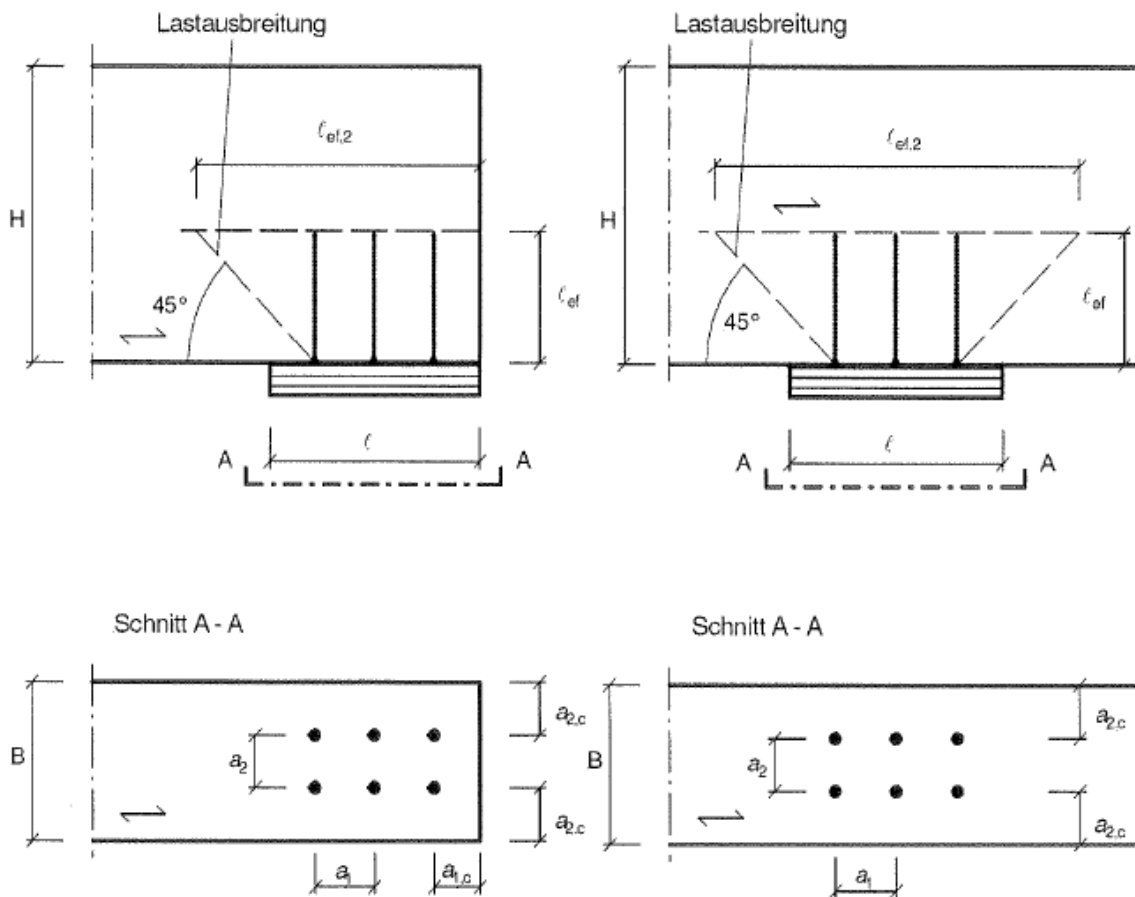 Lastausbreitung
H
ℓef,2
45°
ℓef
ℓ
A
A
Lastausbreitung
H
ℓef,2
45°
ℓef
ℓ
A
A
Schnitt A - A
B
a2
a2,c
a2,c
a1
a1,c
Schnitt A - A
B
a2
a2,c
a2,c
a1